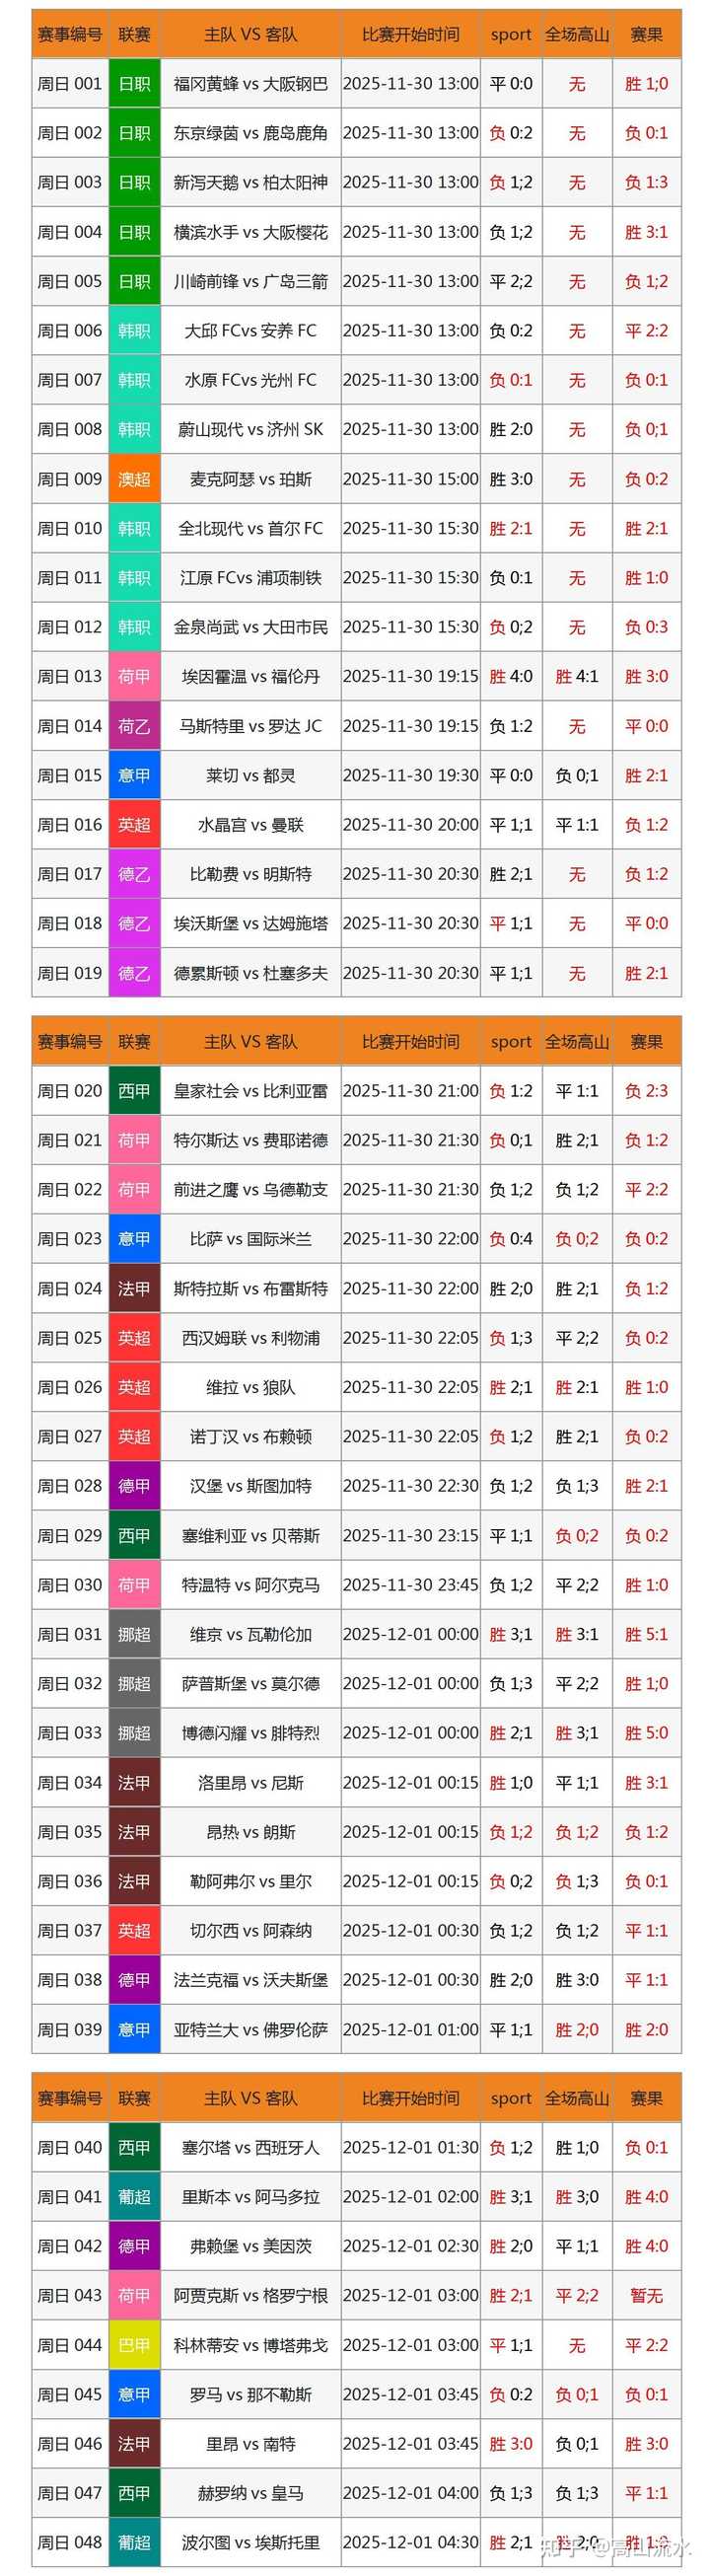 赛事编号 联赛 主队 VS 客队 比赛开始时间 sport 全场高山 赛果
周日 001 日职 福冈黄蜂 vs 大阪钢巴 2025-11-30 13:00 平 0:0 无 胜 1;0
周日 002 日职 东京绿茵 vs 鹿岛鹿角 2025-11-30 13:00 负 0:2 无 负 0:1
周日 003 日职 新泻天鹅 vs 柏太阳神 2025-11-30 13:00 负 1;2 无 负 1:3
周日 004 日职 横滨水手 vs 大阪樱花 2025-11-30 13:00 负 1;2 无 胜 3:1
周日 005 日职 川崎前锋 vs 广岛三箭 2025-11-30 13:00 平 2;2 无 负 1;2
周日 006 韩职 大邱 FCvs 安养 FC 2025-11-30 13:00 负 0:2 无 平 2:2
周日 007 韩职 水原 FCvs 光州 FC 2025-11-30 13:00 负 0:1 无 负 0:1
周日 008 韩职 蔚山现代 vs 济州 SK 2025-11-30 13:00 胜 2:0 无 负 0;1
周日 009 澳超 麦克阿瑟 vs 珀斯 2025-11-30 15:00 胜 3:0 无 负 0:2
周日 010 韩职 全北现代 vs 首尔 FC 2025-11-30 15:30 胜 2:1 无 胜 2:1
周日 011 韩职 江原 FCvs 浦项制铁 2025-11-30 15:30 负 0:1 无 胜 1:0
周日 012 韩职 金泉尚武 vs 大田市民 2025-11-30 15:30 负 0;2 无 负 0:3
周日 013 荷甲 埃因霍温 vs 福伦丹 2025-11-30 19:15 胜 4:0 胜 4:1 胜 3:0
周日 014 荷乙 马斯特里 vs 罗达 JC 2025-11-30 19:15 负 1:2 无 平 0:0
周日 015 意甲 莱切 vs 都灵 2025-11-30 19:30 平 0:0 负 0;1 胜 2:1
周日 016 英超 水晶宫 vs 曼联 2025-11-30 20:00 平 1;1 平 1:1 负 1:2
周日 017 德乙 比勒费 vs 明斯特 2025-11-30 20:30 胜 2;1 无 负 1:2
周日 018 德乙 埃沃斯堡 vs 达姆施塔 2025-11-30 20:30 平 1;1 无 平 0:0
周日 019 德乙 德累斯顿 vs 杜塞多夫 2025-11-30 20:30 平 1;1 无 胜 2:1
赛事编号 联赛 主队 VS 客队 比赛开始时间 sport 全场高山 赛果
周日 020 西甲 皇家社会 vs 比利亚雷 2025-11-30 21:00 负 1:2 平 1:1 负 2:3
周日 021 荷甲 特尔斯达 vs 费耶诺德 2025-11-30 21:30 负 0;1 胜 2;1 负 1:2
周日 022 荷甲 前进之鹰 vs 乌德勒支 2025-11-30 21:30 负 1;2 负 1;2 平 2:2
周日 023 意甲 比萨 vs 国际米兰 2025-11-30 22:00 负 0:4 负 0;2 负 0:2
周日 024 法甲 斯特拉斯 vs 布雷斯特 2025-11-30 22:00 胜 2;0 胜 2;1 负 1:2
周日 025 英超 西汉姆联 vs 利物浦 2025-11-30 22:05 负 1;3 平 2;2 负 0:2
周日 026 英超 维拉 vs 狼队 2025-11-30 22:05 胜 2;1 胜 2:1 胜 1:0
周日 027 英超 诺丁汉 vs 布赖顿 2025-11-30 22:05 负 1;2 胜 2;1 负 0:2
周日 028 德甲 汉堡 vs 斯图加特 2025-11-30 22:30 负 1;2 负 1;3 胜 2:1
周日 029 西甲 塞维利亚 vs 贝蒂斯 2025-11-30 23:15 平 1;1 负 0;2 负 0:2
周日 030 荷甲 特温特 vs 阿尔克马 2025-11-30 23:45 负 1;2 平 2;2 胜 1:0
周日 031 挪超 维京 vs 瓦勒伦加 2025-12-01 00:00 胜 3;1 胜 3:1 胜 5:1
周日 032 挪超 萨普斯堡 vs 莫尔德 2025-12-01 00:00 负 1;3 平 2;2 胜 1;0
周日 033 挪超 博德闪耀 vs 腓特烈 2025-12-01 00:00 胜 2;1 胜 3;1 胜 5:0
周日 034 法甲 洛里昂 vs 尼斯 2025-12-01 00:15 胜 1;0 平 1;1 胜 3:1
周日 035 法甲 昂热 vs 朗斯 2025-12-01 00:15 负 1;2 负 1;2 负 1:2
周日 036 法甲 勒阿弗尔 vs 里尔 2025-12-01 00:15 负 0;2 负 1;3 负 0:1
周日 037 英超 切尔西 vs 阿森纳 2025-12-01 00:30 负 1;2 负 1;2 平 1:1
周日 038 德甲 法兰克福 vs 沃夫斯堡 2025-12-01 00:30 胜 2;0 胜 3:0 平 1:1
周日 039 意甲 亚特兰大 vs 佛罗伦萨 2025-12-01 01:00 平 1;1 胜 2;0 胜 2:0
赛事编号 联赛 主队 VS 客队 比赛开始时间 sport 全场高山 赛果
周日 040 西甲 塞尔塔 vs 西班牙人 2025-12-01 01:30 负 1;2 胜 1;0 负 0:1
周日 041 葡超 里斯本 vs 阿马多拉 2025-12-01 02:00 胜 3;1 胜 3;0 胜 4:0
周日 042 德甲 弗赖堡 vs 美因茨 2025-12-01 02:30 胜 2;0 平 1;1 胜 4:0
周日 043 荷甲 阿贾克斯 vs 格罗宁根 2025-12-01 03:00 胜 2;1 平 2;2 暂无
周日 044 巴甲 科林蒂安 vs 博塔弗戈 2025-12-01 03:00 平 1;1 无 平 2:2
周日 045 意甲 罗马 vs 那不勒斯 2025-12-01 03:45 负 0:2 负 0;1 负 0:1
周日 046 法甲 里昂 vs 南特 2025-12-01 03:45 胜 3:0 负 0;1 胜 3:0
周日 047 西甲 赫罗纳 vs 皇马 2025-12-01 04:00 负 1;3 负 1;3 平 1:1
周日 048 葡超 波尔图 vs 埃斯托里 2025-12-01 04:30 胜 2;1 胜 2;0 胜 1:0
知乎 @高山流水